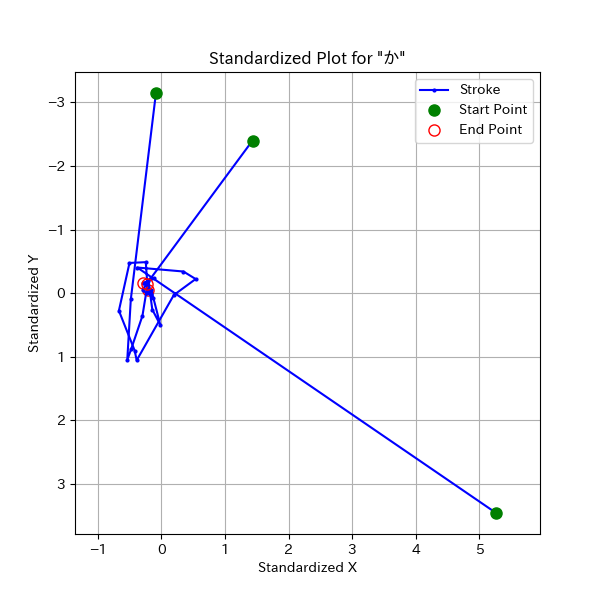 Standardized Plot for "か"
Stroke
Start Point
End Point
−3
−2
−1
0
1
2
3
Standardized Y
−1
0
1
2
3
4
5
Standardized X